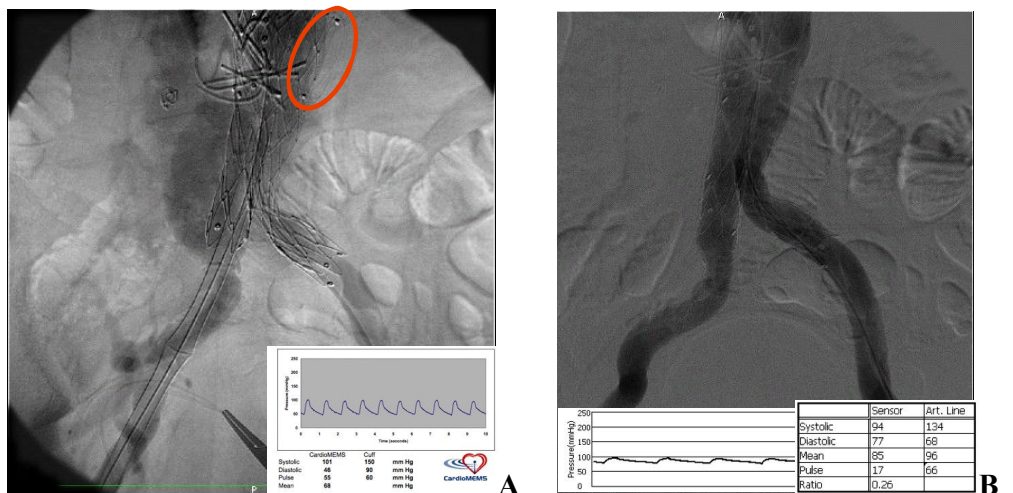 A
P
Pressure (mmHg)
250
200
150
100
50
0
0 1 2 3 4 5 6 7 8 9 10
Time (seconds)
CardioMEMS Cuff
Systolic 101 150 mm Hg
Diastolic 46 90 mm Hg
Pulse 55 60 mm Hg
Mean 68 mm Hg
CardioMEMS
A
A
Pressure(mmHg)
250
200
150
100
50
0
Sensor Art. Line
Systolic 94 134
Diastolic 77 68
Mean 85 96
Pulse 17 66
Ratio 0.26
B